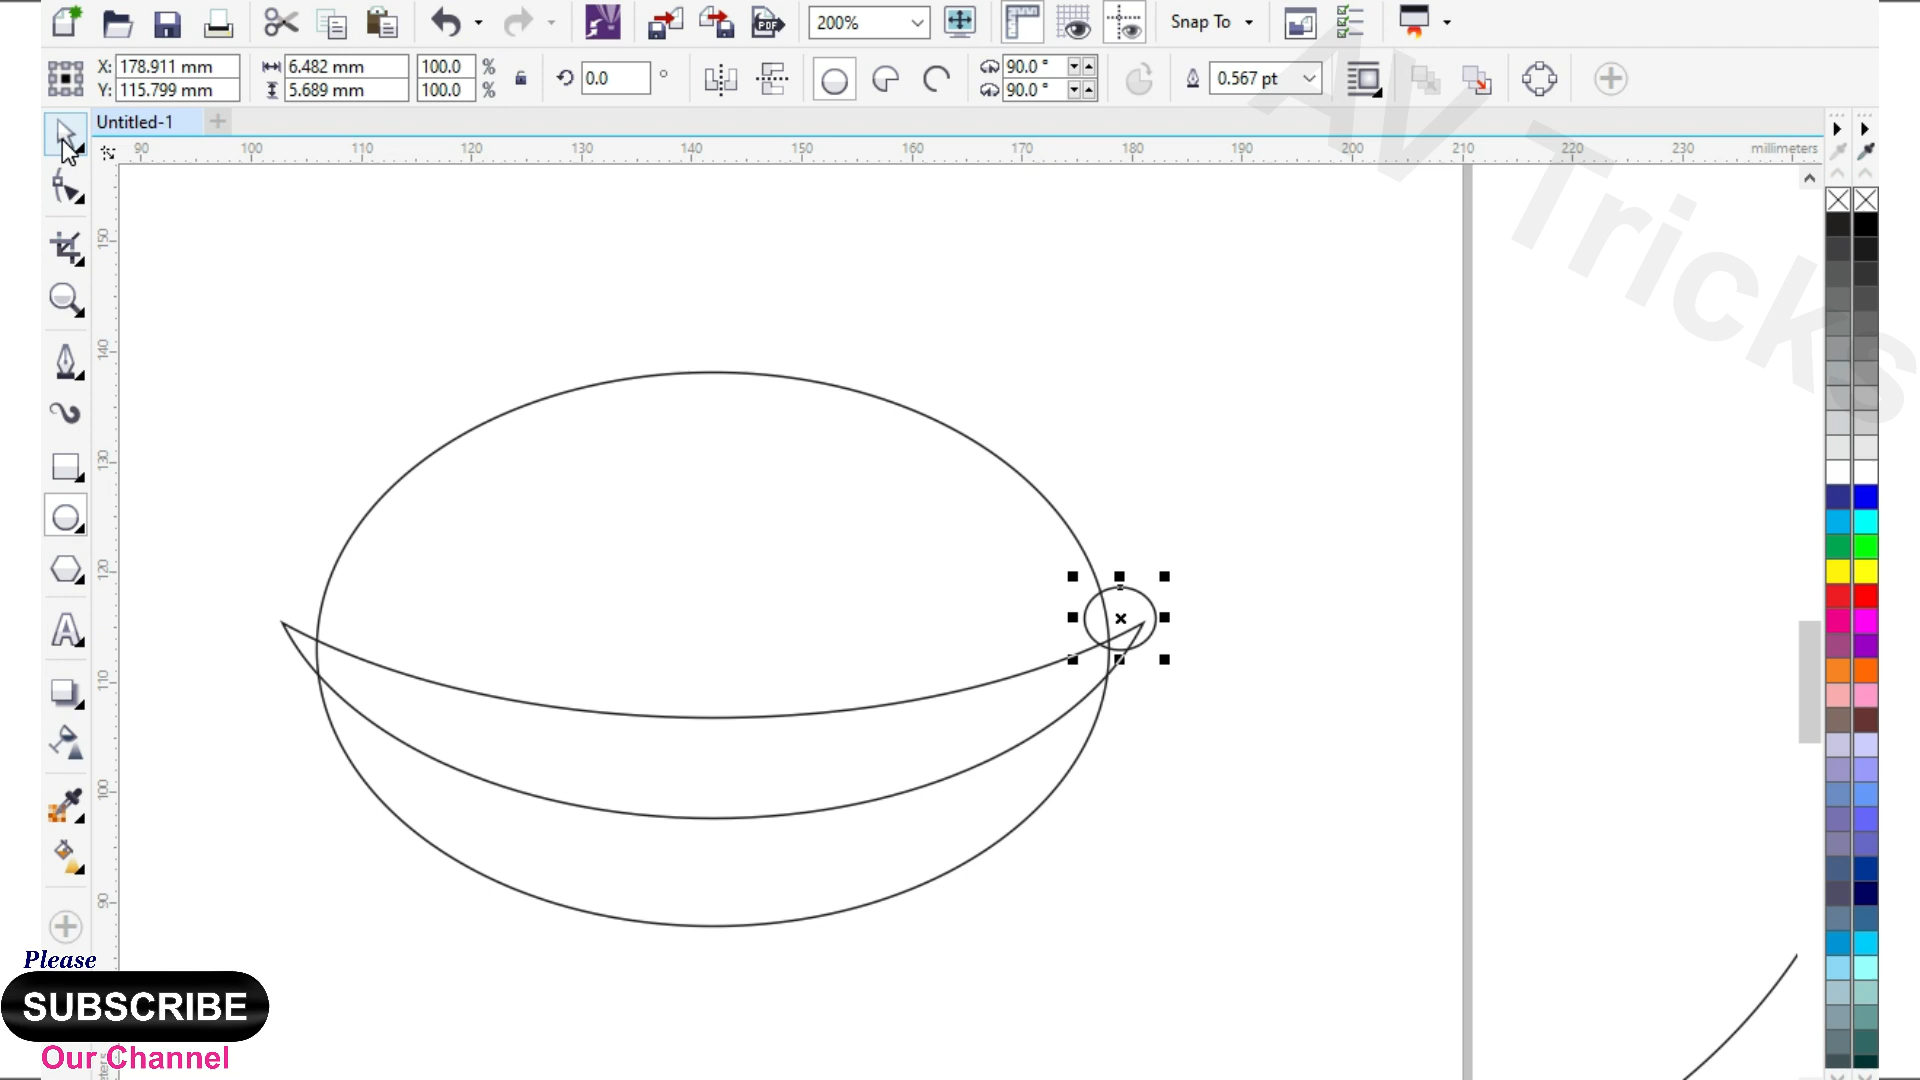 200%
Snap To
X: 178.911 mm 6.482 mm 100.0 % 0.0 ° 90.0 ° 0.567 pt
Y: 115.799 mm 5.689 mm 100.0 % 90.0 °
Untitled-1
90 100 110 120 130 140 150 160 170 180 190 200 210 220 230 millimeters
150
140
130
120
110
100
90
AV Tricks
Please
SUBSCRIBE
Our Channel